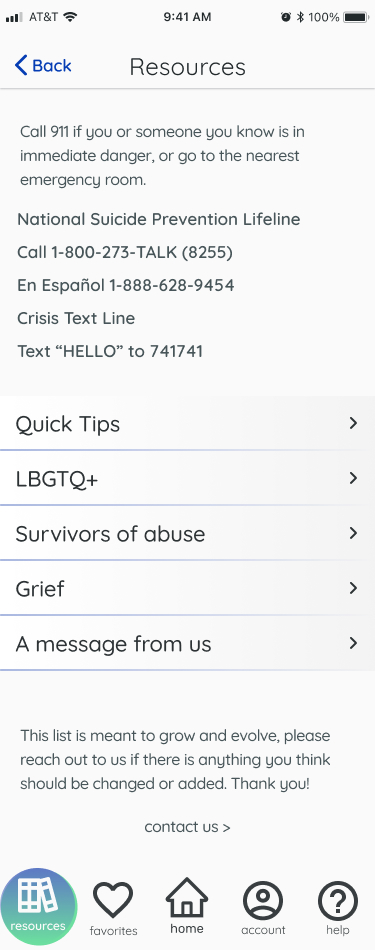 AT&T 9:41 AM 100%
Back Resources
Call 911 if you or someone you know is in
immediate danger, or go to the nearest
emergency room.
National Suicide Prevention Lifeline
Call 1-800-273-TALK (8255)
En Español 1-888-628-9454
Crisis Text Line
Text “HELLO” to 741741
Quick Tips
LBGTQ+
Survivors of abuse
Grief
A message from us
This list is meant to grow and evolve, please
reach out to us if there is anything you think
should be changed or added. Thank you!
contact us >
resources favorites home account help